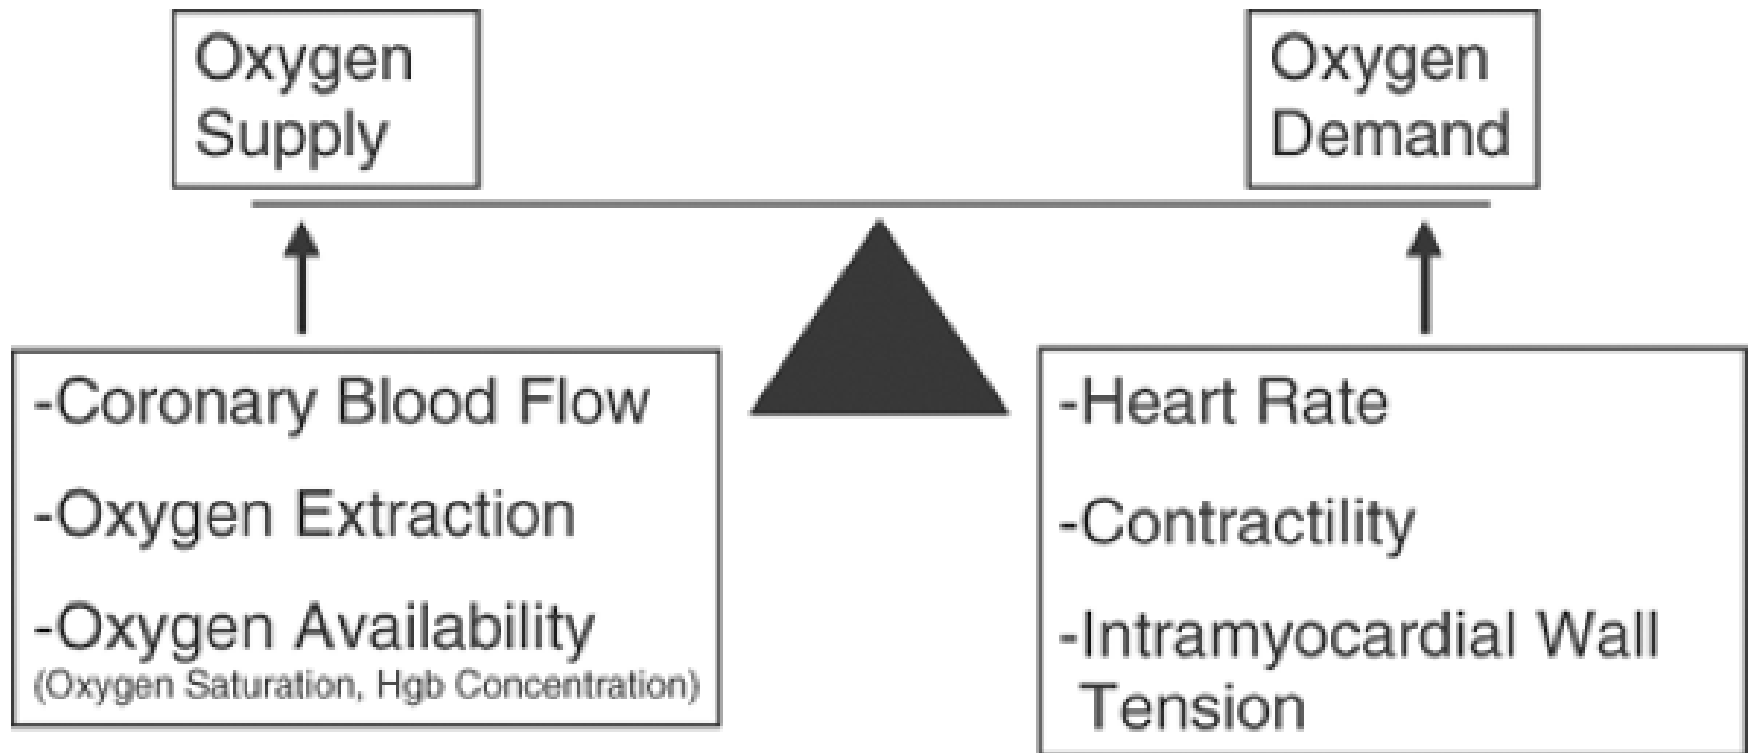 Oxygen
Supply
Oxygen
Demand
-Coronary Blood Flow
-Oxygen Extraction
-Oxygen Availability
(Oxygen Saturation, Hgb Concentration)
-Heart Rate
-Contractility
-Intramyocardial Wall
Tension